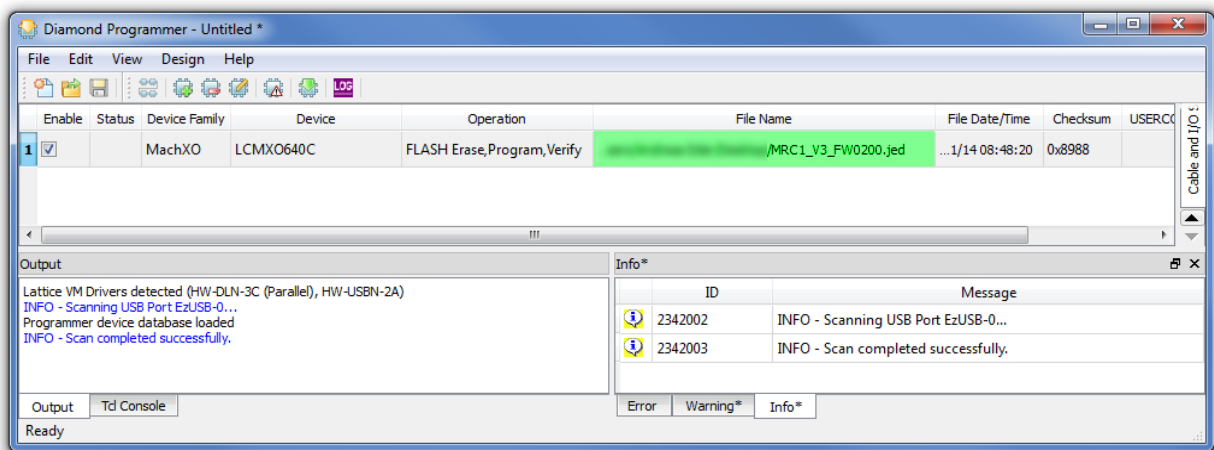 Diamond Programmer - Untitled *
File Edit View Design Help
LOG
Enable Status Device Family Device Operation File Name File Date/Time Checksum USERCO
1 MachXO LCMXO640C FLASH Erase,Program,Verify /MRC1_V3_FW0200.jed ...1/14 08:48:20 0x8988
Cable and I/O S
Output
Lattice VM Drivers detected (HW-DLN-3C (Parallel), HW-USBN-2A)
INFO - Scanning USB Port EzUSB-0...
Programmer device database loaded
INFO - Scan completed successfully.
Output Tcl Console
Info*
ID Message
2342002 INFO - Scanning USB Port EzUSB-0...
2342003 INFO - Scan completed successfully.
Error Warning* Info*
Ready